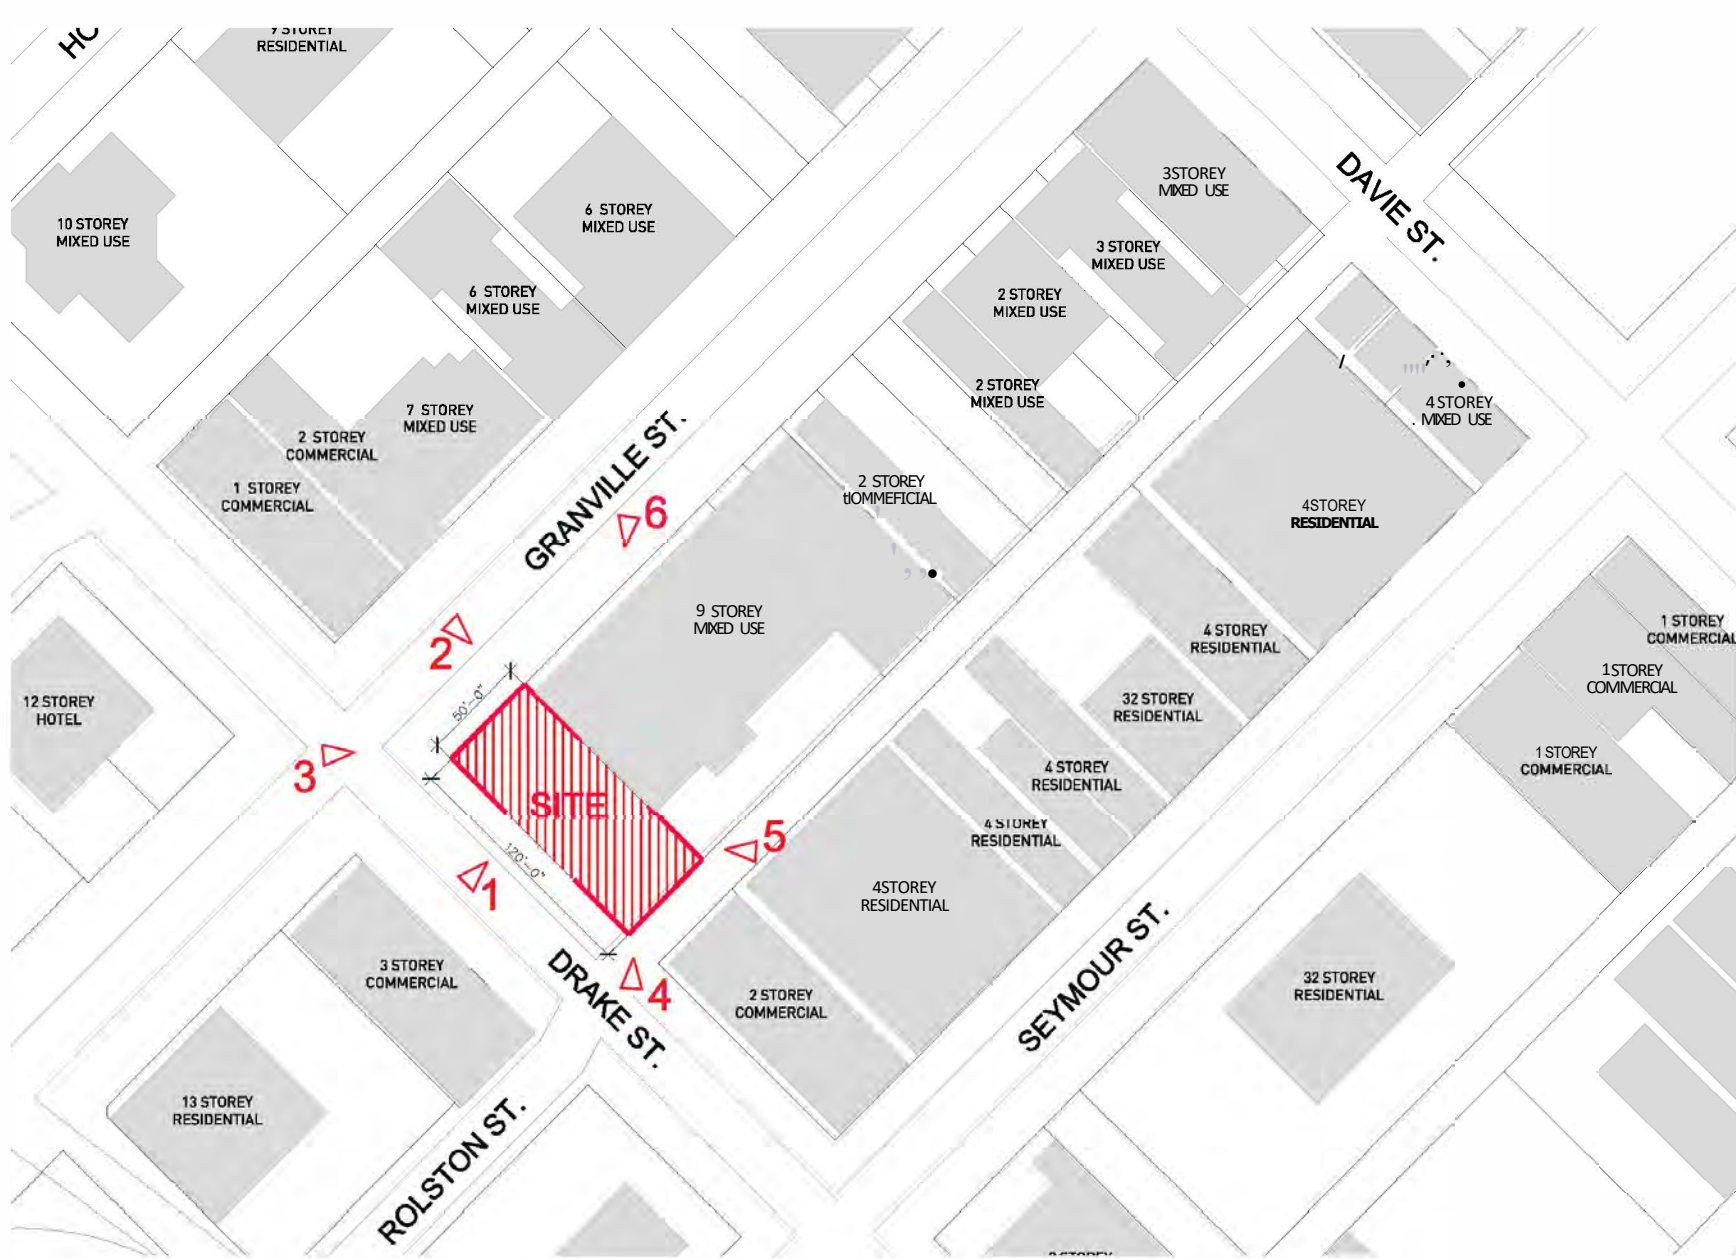 9 STOREY
RESIDENTIAL
10 STOREY
MIXED USE
6 STOREY
MIXED USE
6 STOREY
MIXED USE
7 STOREY
MIXED USE
2 STOREY
COMMERCIAL
1 STOREY
COMMERCIAL
3STOREY
MIXED USE
3 STOREY
MIXED USE
2 STOREY
MIXED USE
2 STOREY
MIXED USE
DAVIE ST.
4 STOREY
. MIXED USE
GRANVILLE ST.
6
2 STOREY
tIOMMEFICIAL
4STOREY
RESIDENTIAL
9 STOREY
MIXED USE
2
3
50'-0"
12 STOREY
HOTEL
4 STOREY
RESIDENTIAL
32 STOREY
RESIDENTIAL
4 STOREY
RESIDENTIAL
4 STOREY
RESIDENTIAL
1 STOREY
COMMERCIAL
1STOREY
COMMERCIAL
1 STOREY
COMMERCIAL
SITE
120'-0"
5
1
4STOREY
RESIDENTIAL
3 STOREY
COMMERCIAL
DRAKE ST.
4
2 STOREY
COMMERCIAL
SEYMOUR ST.
32 STOREY
RESIDENTIAL
13 STOREY
RESIDENTIAL
ROLSTON ST.